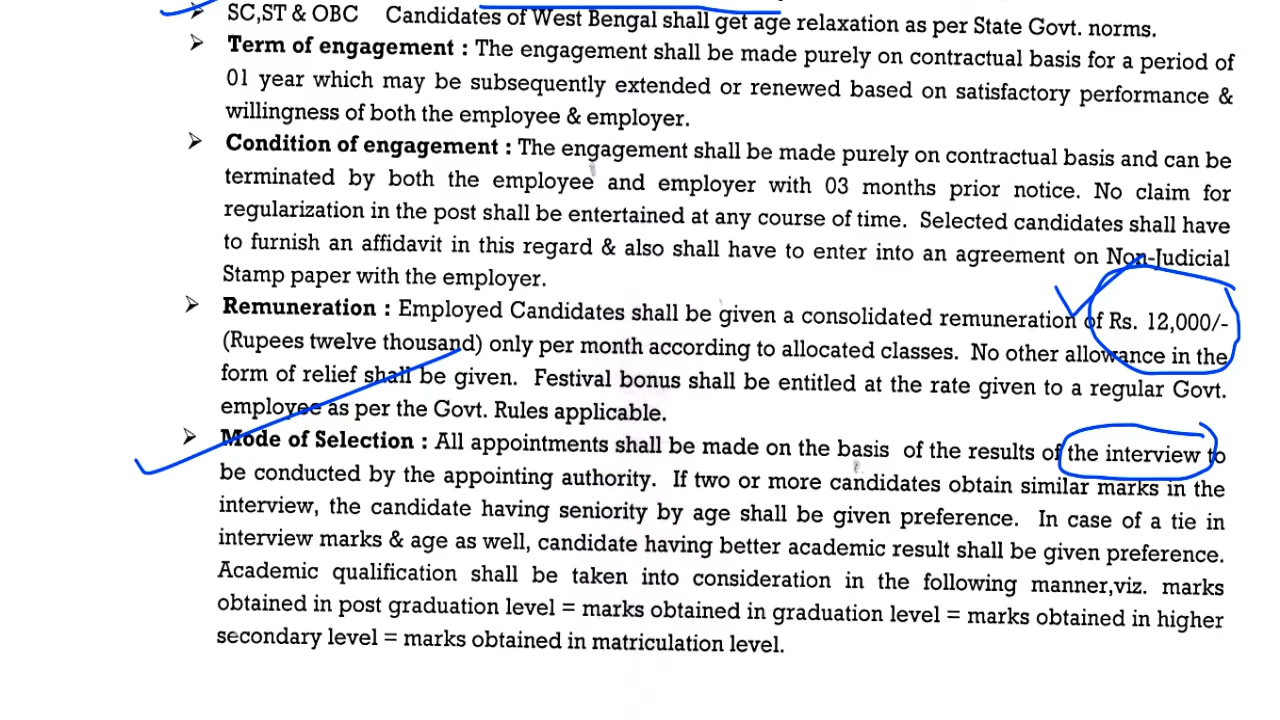 SC,ST & OBC Candidates of West Bengal shall get age relaxation as per State Govt. norms.
Term of engagement : The engagement shall be made purely on contractual basis for a period of
01 year which may be subsequently extended or renewed based on satisfactory performance &
willingness of both the employee & employer.
Condition of engagement : The engagement shall be made purely on contractual basis and can be
terminated by both the employee and employer with 03 months prior notice. No claim for
regularization in the post shall be entertained at any course of time. Selected candidates shall have
to furnish an affidavit in this regard & also shall have to enter into an agreement on Non-Judicial
Stamp paper with the employer.
Remuneration : Employed Candidates shall be given a consolidated remuneration of Rs. 12,000/-
(Rupees twelve thousand) only per month according to allocated classes. No other allowance in the
form of relief shall be given. Festival bonus shall be entitled at the rate given to a regular Govt.
employee as per the Govt. Rules applicable.
Mode of Selection : All appointments shall be made on the basis of the results of the interview to
be conducted by the appointing authority. If two or more candidates obtain similar marks in the
interview, the candidate having seniority by age shall be given preference. In case of a tie in
interview marks & age as well, candidate having better academic result shall be given preference.
Academic qualification shall be taken into consideration in the following manner,viz. marks
obtained in post graduation level = marks obtained in graduation level = marks obtained in higher
secondary level = marks obtained in matriculation level.